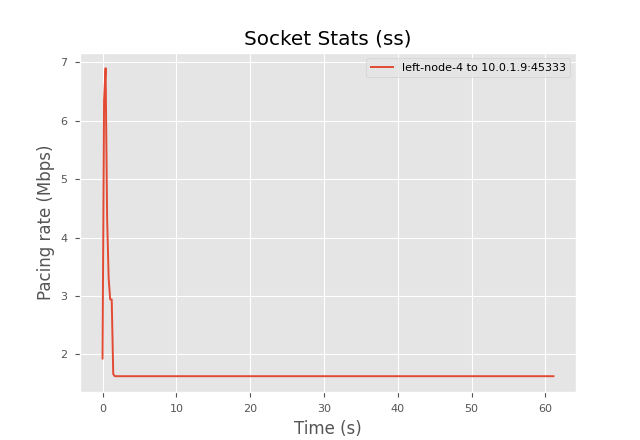 Socket Stats (ss)
left-node-4 to 10.0.1.9:45333
Pacing rate (Mbps)
7
6
5
4
3
2
0 10 20 30 40 50 60
Time (s)